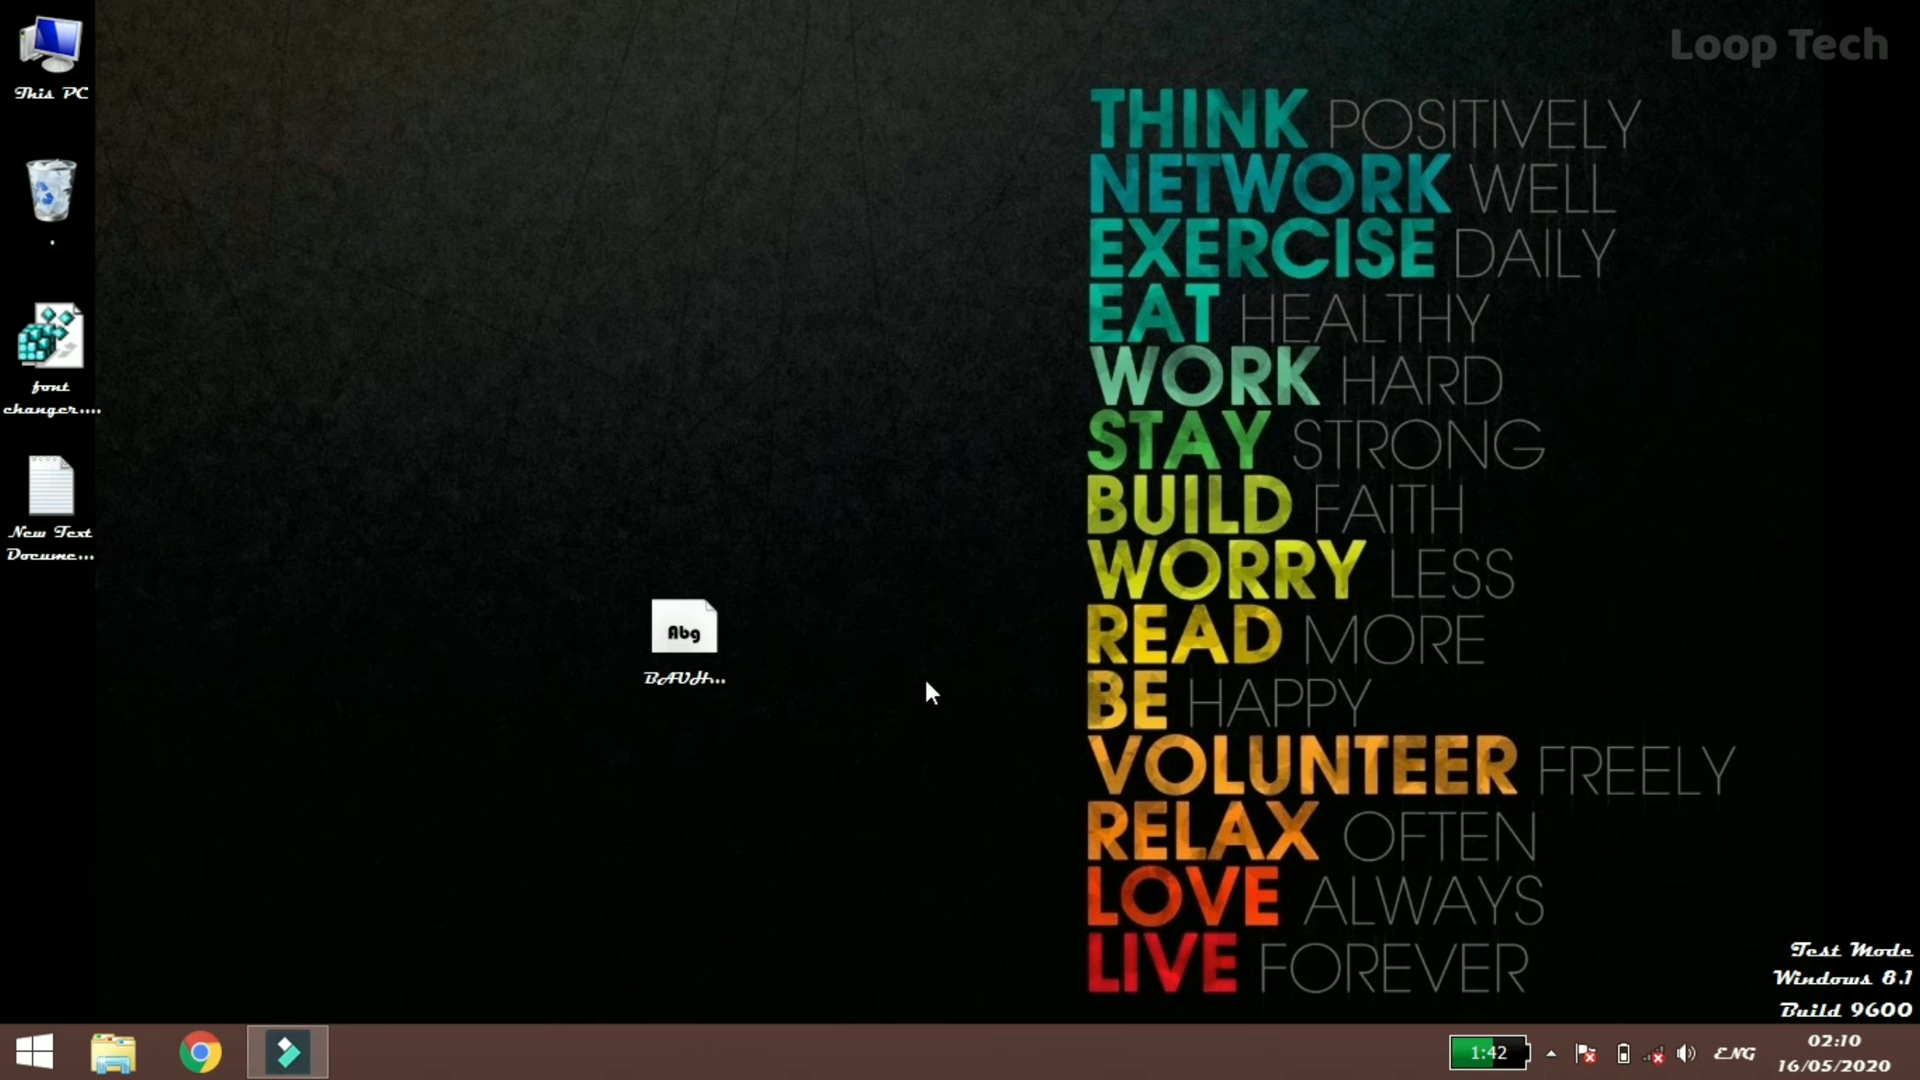 Loop Tech
This PC
.
font
changer....
New Text
Docume...
Abg
BAUH...
THINK POSITIVELY
NETWORK WELL
EXERCISE DAILY
EAT HEALTHY
WORK HARD
STAY STRONG
BUILD FAITH
WORRY LESS
READ MORE
BE HAPPY
VOLUNTEER FREELY
RELAX OFTEN
LOVE ALWAYS
LIVE FOREVER
Test Mode
Windows 8.1
Build 9600
1:42
ENG
02:10
16/05/2020